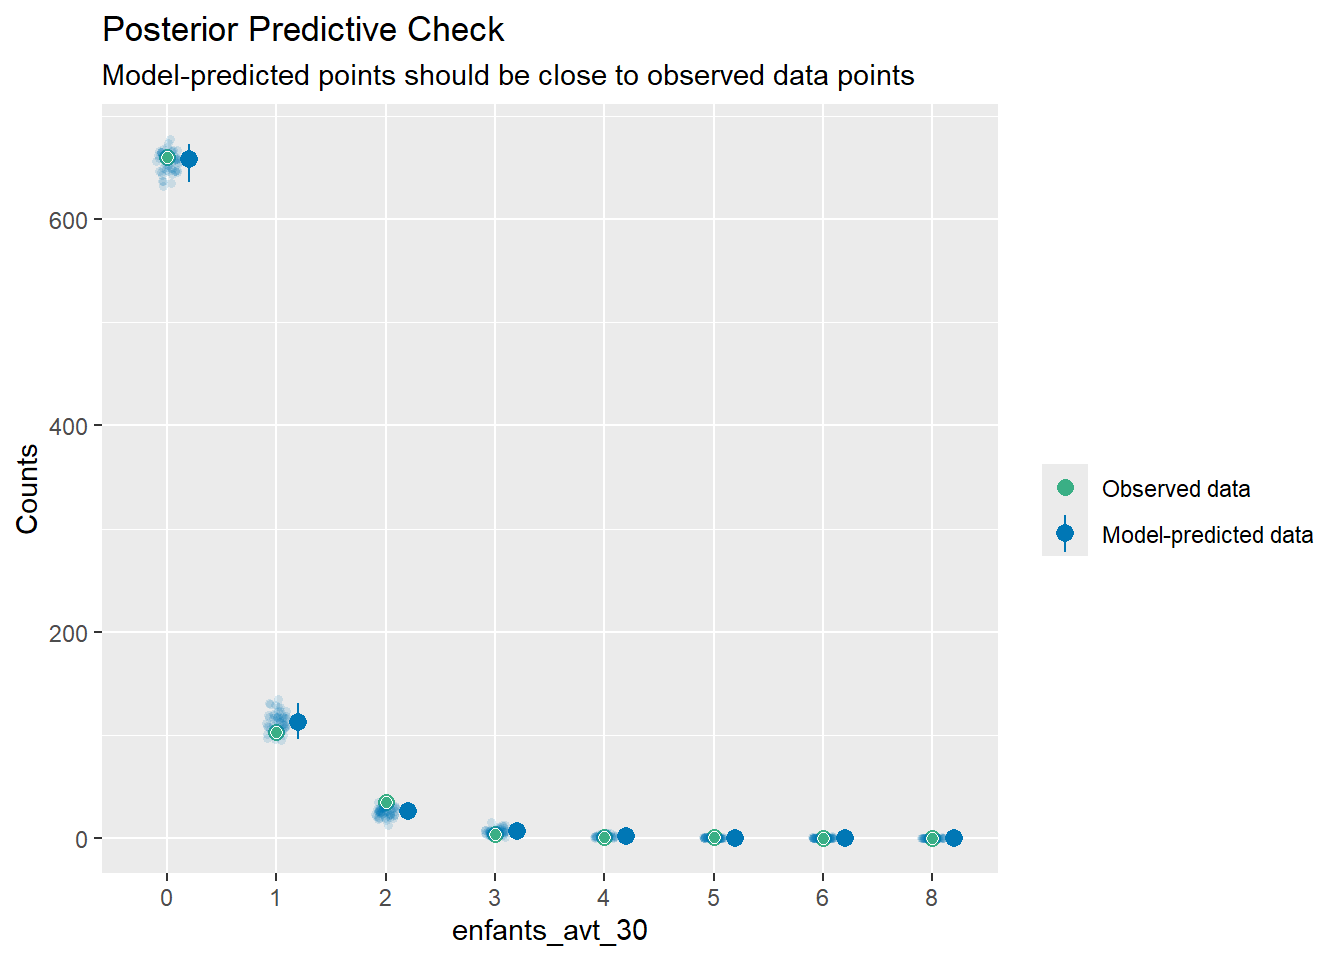 Posterior Predictive Check
Model-predicted points should be close to observed data points
600
400
200
0
Counts
0 1 2 3 4 5 6 8
enfants_avt_30
Observed data
Model-predicted data